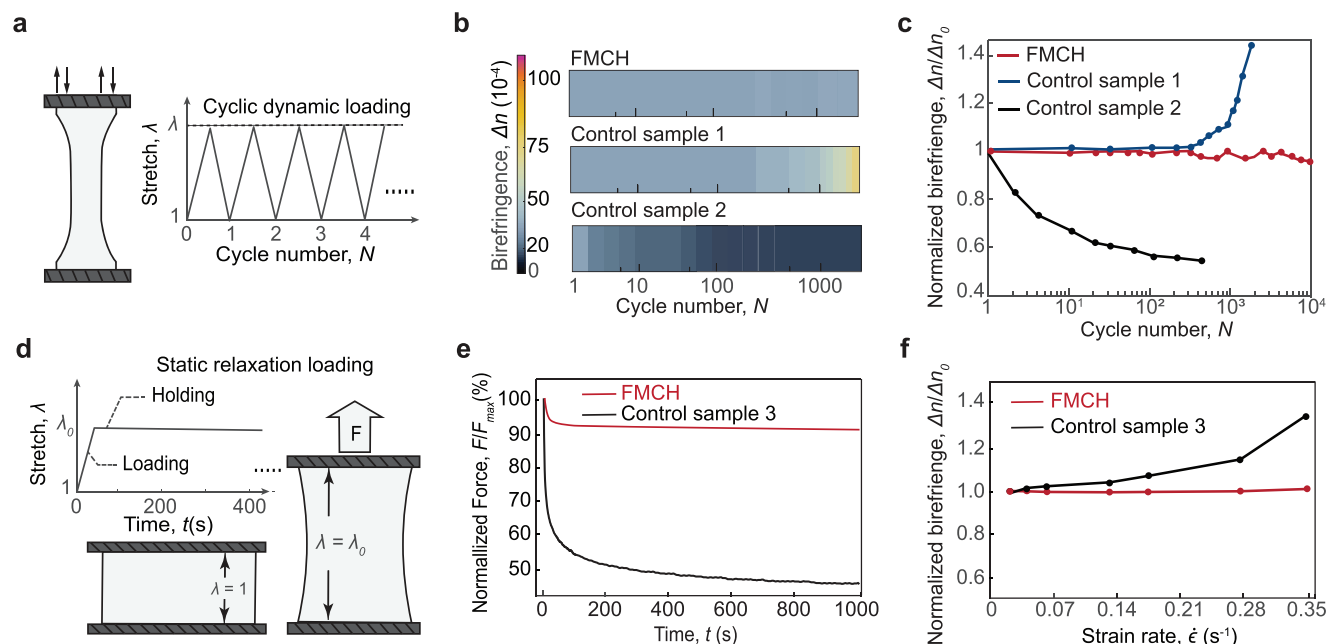 a
Cyclic dynamic loading
λ
1
Stretch, λ
0 1 2 3 4
Cycle number, N
b
Birefringence, Δn (10⁻⁴)
100
75
50
20
0
FMCH
Control sample 1
Control sample 2
1 10 100 1000
Cycle number, N
c
Normalized birefrienge, Δn/Δn₀
1.4
1.2
1
0.8
0.6
0.4
FMCH
Control sample 1
Control sample 2
1 10¹ 10² 10³ 10⁴
Cycle number, N
d
Static relaxation loading
Stretch, λ
λ₀
1
Holding
Loading
0 200 400
Time, t(s)
F
λ = λ₀
λ = 1
e
Normallized Force, F/Fmax(%)
100
90
80
70
60
50
FMCH
Control sample 3
0 200 400 600 800 1000
Time, t (s)
f
Normalized birefrienge, Δn/Δn₀
1.4
1.2
1.0
0.8
0.6
FMCH
Control sample 3
0 0.07 0.14 0.21 0.28 0.35
Strain rate, ε̇ (s⁻¹)